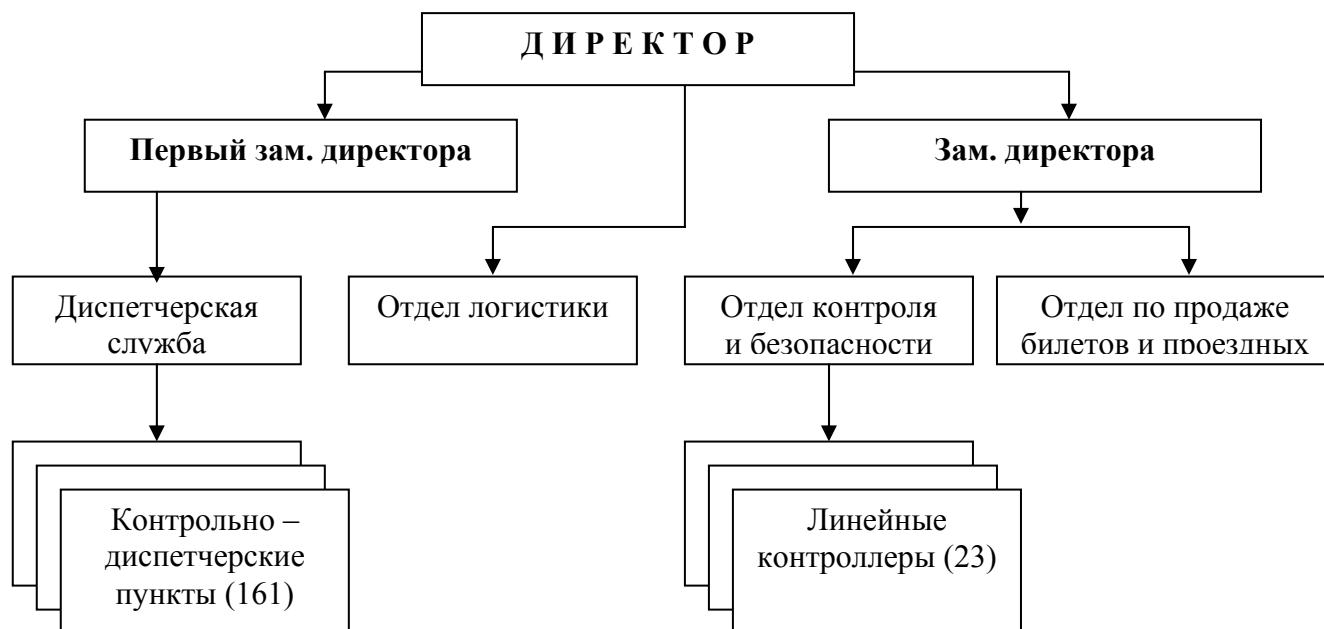 Д И Р Е К Т О Р
Первый зам. директора
Зам. директора
Диспетчерская
служба
Отдел логистики
Отдел контроля
и безопасности
Отдел по продаже
билетов и проездных
Контрольно –
диспетчерские
пункты (161)
Линейные
контроллеры (23)